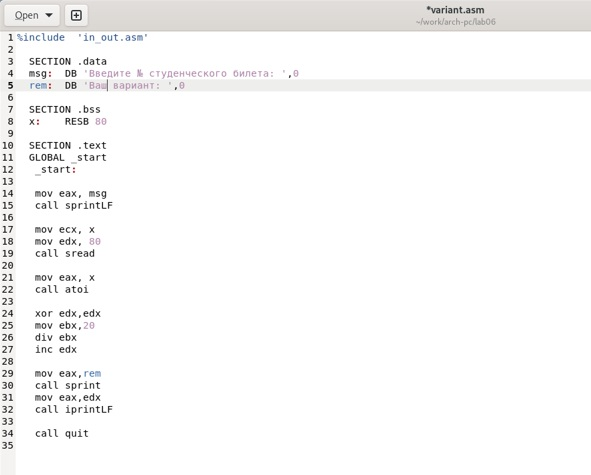 Open
*variant.asm
~/work/arch-pc/lab06
1 %include 'in_out.asm'
2
3 SECTION .data
4 msg: DB 'Введите № студенческого билета: ',0
5 rem: DB 'Ваш вариант: ',0
6
7 SECTION .bss
8 x: RESB 80
9
10 SECTION .text
11 GLOBAL _start
12 _start:
13
14 mov eax, msg
15 call sprintLF
16
17 mov ecx, x
18 mov edx, 80
19 call sread
20
21 mov eax, x
22 call atoi
23
24 xor edx,edx
25 mov ebx,20
26 div ebx
27 inc edx
28
29 mov eax,rem
30 call sprint
31 mov eax,edx
32 call iprintLF
33
34 call quit
35